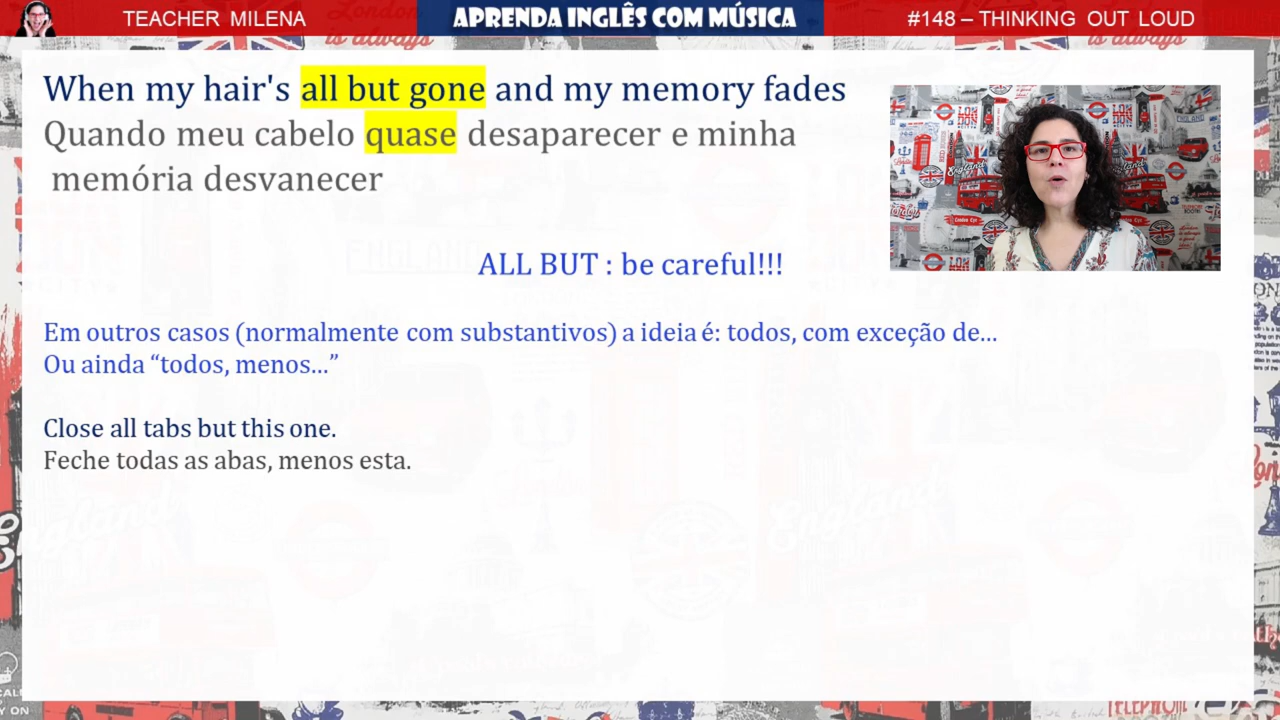 TEACHER MILENA
APRENDA INGLÊS COM MÚSICA
#148 – THINKING OUT LOUD
When my hair's all but gone and my memory fades
Quando meu cabelo quase desaparecer e minha
memória desvanecer
ALL BUT : be careful!!!
Em outros casos (normalmente com substantivos) a ideia é: todos, com exceção de...
Ou ainda “todos, menos...”
Close all tabs but this one.
Feche todas as abas, menos esta.